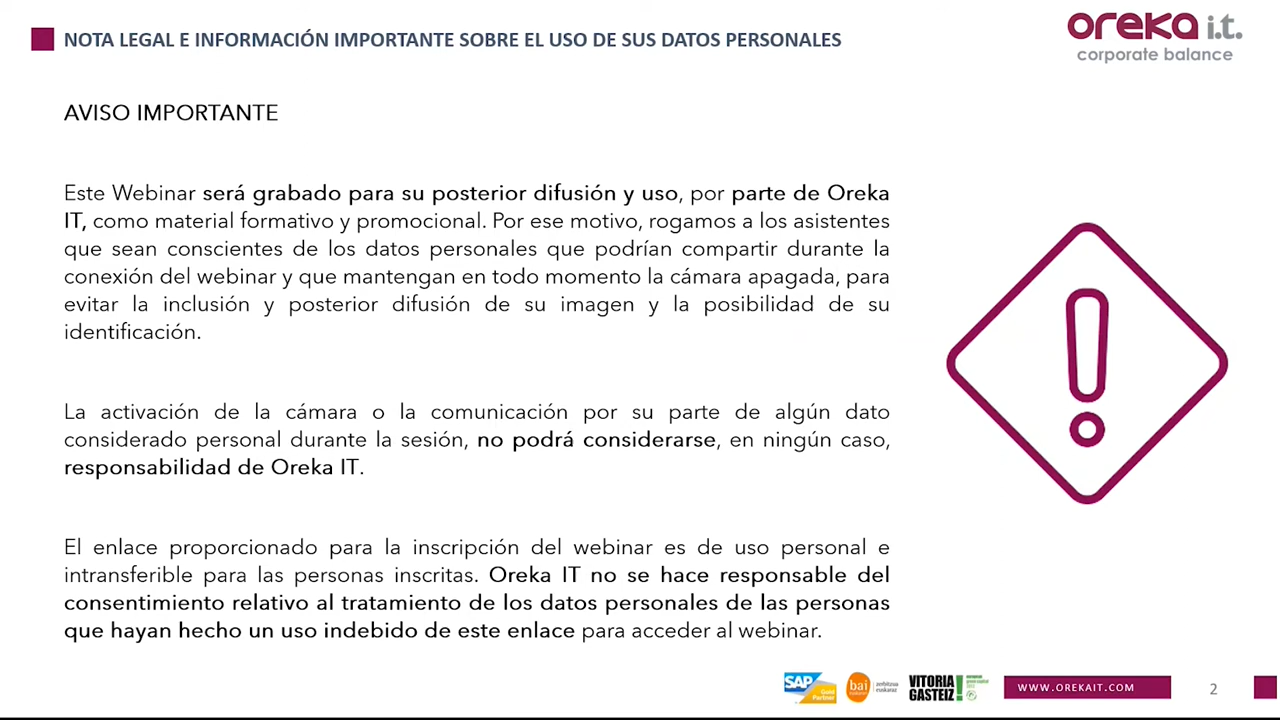 NOTA LEGAL E INFORMACIÓN IMPORTANTE SOBRE EL USO DE SUS DATOS PERSONALES
oreka i.t.
corporate balance
AVISO IMPORTANTE
Este Webinar será grabado para su posterior difusión y uso, por parte de Oreka
IT, como material formativo y promocional. Por ese motivo, rogamos a los asistentes
que sean conscientes de los datos personales que podrían compartir durante la
conexión del webinar y que mantengan en todo momento la cámara apagada, para
evitar la inclusión y posterior difusión de su imagen y la posibilidad de su
identificación.
La activación de la cámara o la comunicación por su parte de algún dato
considerado personal durante la sesión, no podrá considerarse, en ningún caso,
responsabilidad de Oreka IT.
El enlace proporcionado para la inscripción del webinar es de uso personal e
intransferible para las personas inscritas. Oreka IT no se hace responsable del
consentimiento relativo al tratamiento de los datos personales de las personas
que hayan hecho un uso indebido de este enlace para acceder al webinar.
SAP
Gold
Partner
bai
VITORIA
GASTEIZ
WWW.OREKAIT.COM
2